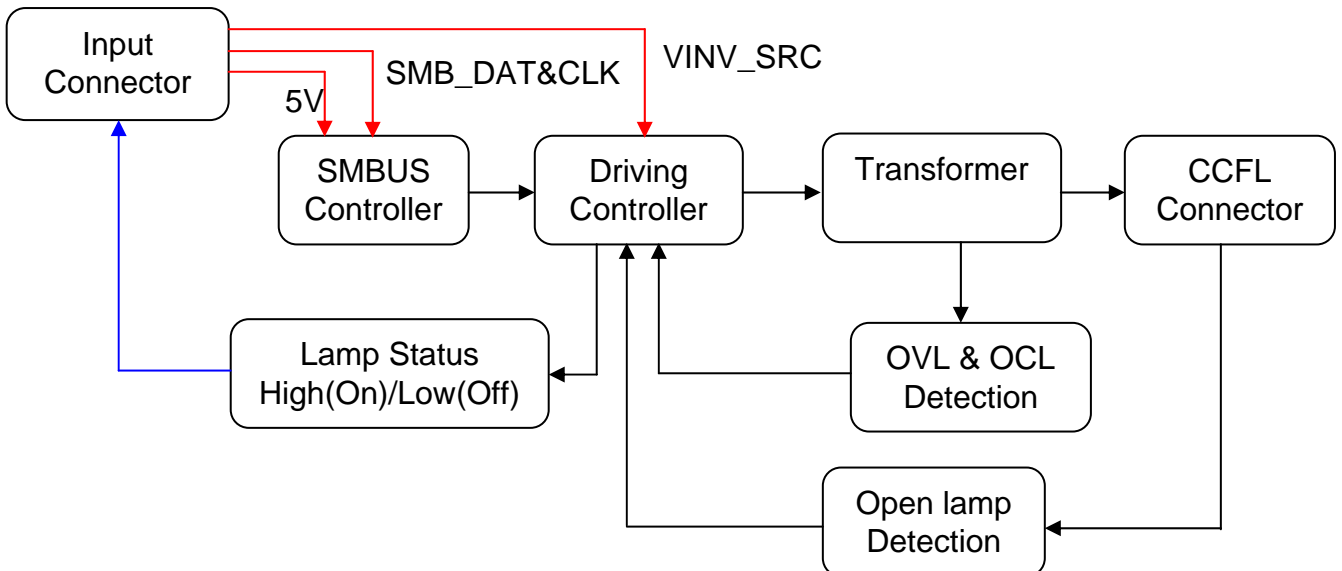 Input
Connector
VINV_SRC
SMB_DAT&CLK
5V
SMBUS
Controller
Driving
Controller
Transformer
CCFL
Connector
Lamp Status
High(On)/Low(Off)
OVL & OCL
Detection
Open lamp
Detection